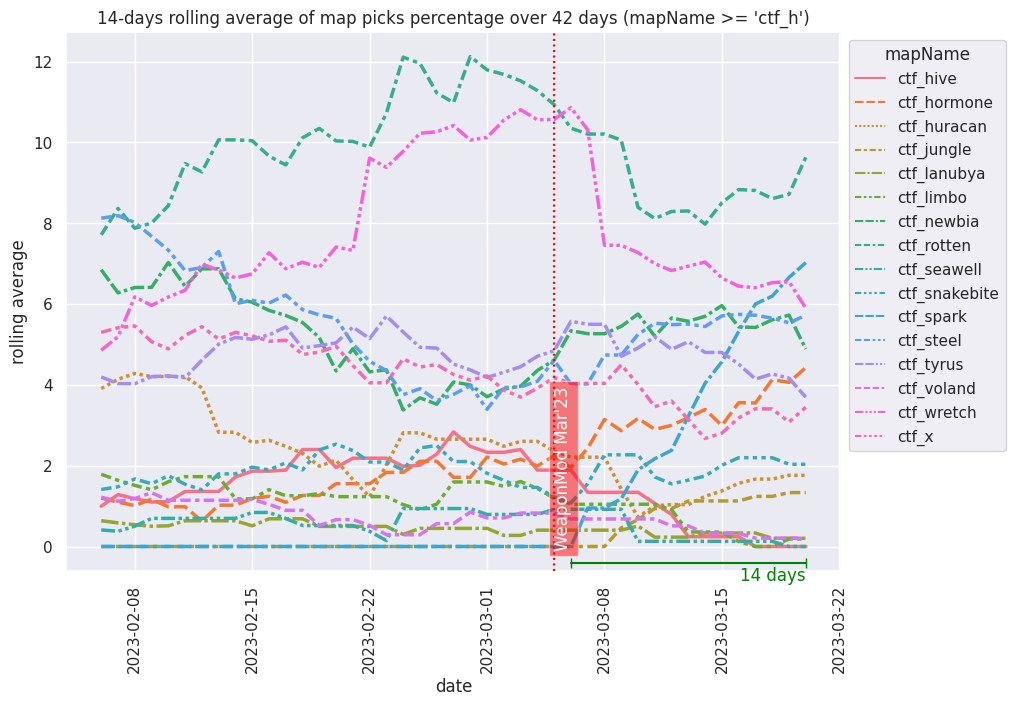 14-days rolling average of map picks percentage over 42 days (mapName >= 'ctf_h')
rolling average
12
10
8
6
4
2
0
WeaponMod Mar'23
14 days
2023-02-08
2023-02-15
2023-02-22
2023-03-01
2023-03-08
2023-03-15
2023-03-22
date
mapName
ctf_hive
ctf_hormone
ctf_huracan
ctf_jungle
ctf_lanubya
ctf_limbo
ctf_newbia
ctf_rotten
ctf_seawell
ctf_snakebite
ctf_spark
ctf_steel
ctf_tyrus
ctf_voland
ctf_wretch
ctf_x